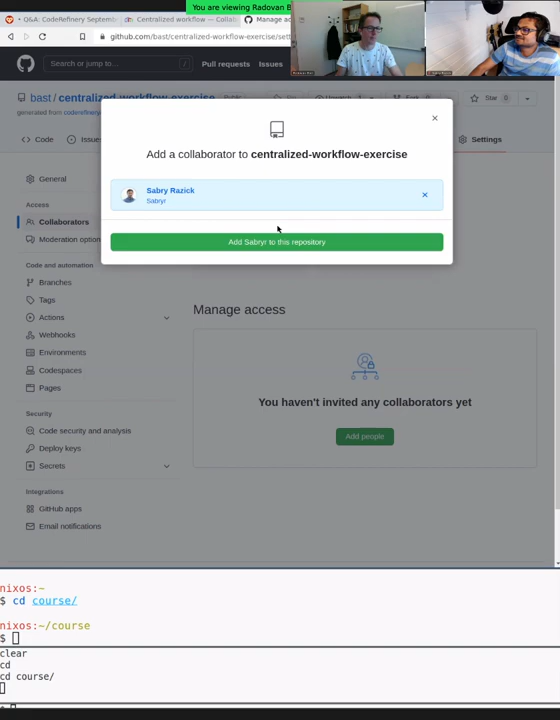 You are viewing Radovan B
Q&A: CodeRefinery Septemb
Centralized workflow — Collab
Manage ac
github.com/bast/centralized-workflow-exercise/sett
Search or jump to...
/
Pull requests
Issues
bast / centralized-workflow-exercise
Public
generated from coderefinery
Star 0
Code
Issues
Settings
Add a collaborator to centralized-workflow-exercise
Sabry Razick
Sabryr
Add Sabryr to this repository
General
Access
Collaborators
Moderation option
Code and automation
Branches
Tags
Actions
Webhooks
Environments
Codespaces
Pages
Security
Code security and analysis
Deploy keys
Secrets
Integrations
GitHub apps
Email notifications
Manage access
You haven't invited any collaborators yet
Add people
nixos:~
$ cd course/
nixos:~/course
$
clear
cd
cd course/